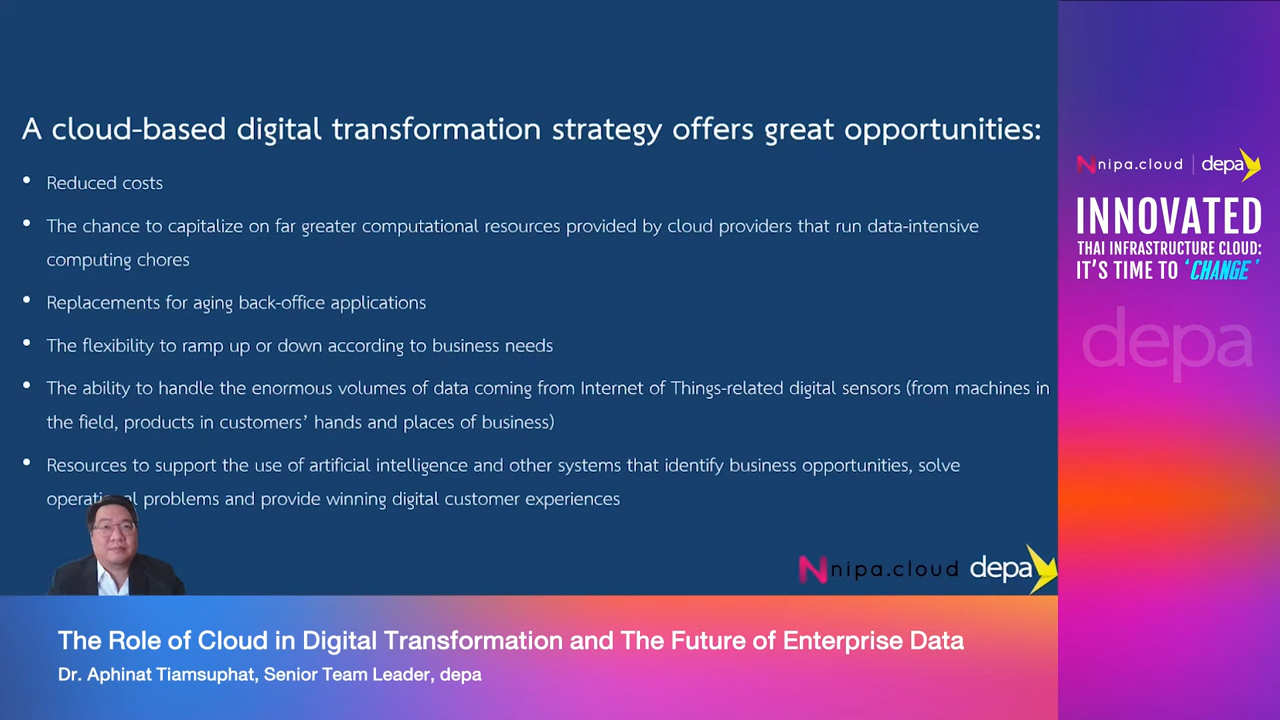 A cloud-based digital transformation strategy offers great opportunities:
• Reduced costs
• The chance to capitalize on far greater computational resources provided by cloud providers that run data-intensive
computing chores
• Replacements for aging back-office applications
• The flexibility to ramp up or down according to business needs
• The ability to handle the enormous volumes of data coming from Internet of Things-related digital sensors (from machines in
the field, products in customers’ hands and places of business)
• Resources to support the use of artificial intelligence and other systems that identify business opportunities, solve
problems and provide winning digital customer experiences
nipa.cloud depa
The Role of Cloud in Digital Transformation and The Future of Enterprise Data
Dr. Aphinat Tiamsuphat, Senior Team Leader, depa
nipa.cloud | depa
INNOVATED
THAI INFRASTRUCTURE CLOUD:
IT'S TIME TO ‘CHANGE’
depa